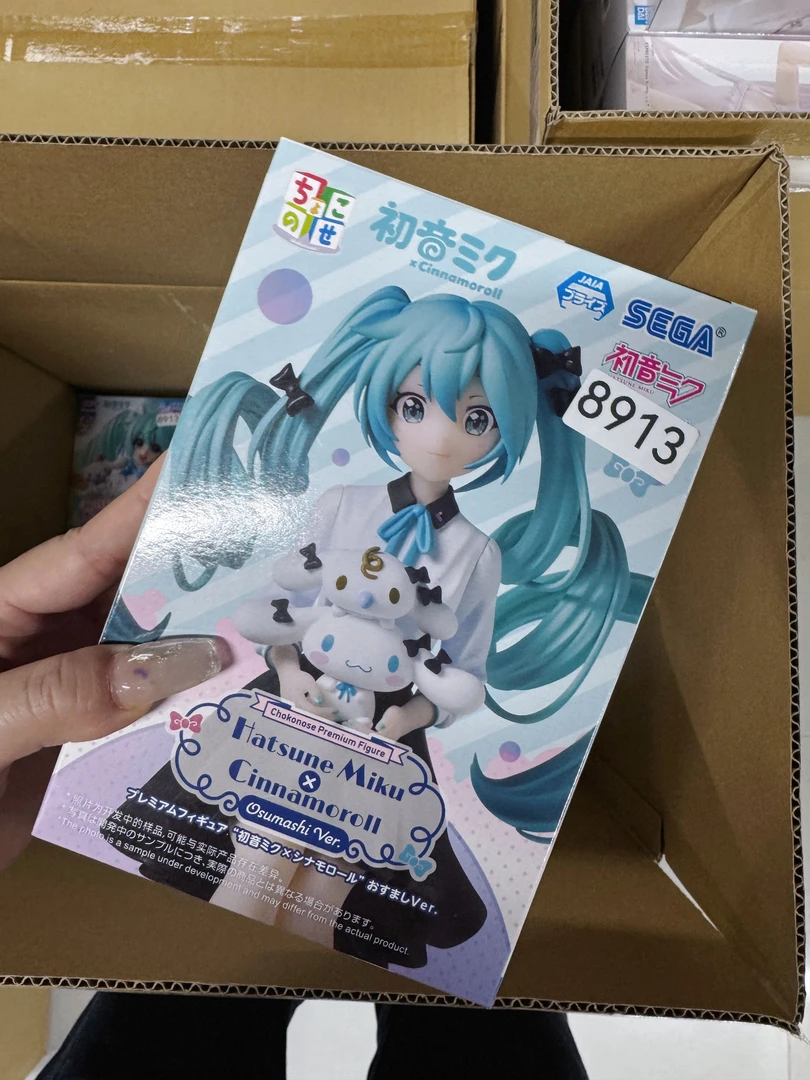 ちょこ
のせ
初音ミク
×Cinnamoroll
JAIA
プライズ
SEGA®
初音ミク
HATSUNE MIKU
8913
Chokonose Premium Figure
Hatsune Miku
×
Cinnamoroll
Osumashi Ver.
プレミアムフィギュア "初音ミク×シナモロール" おすましVer.
*照片为开发中的样品,可能与实际产品存在差异。
*写真は開発中のサンプルにつき、実際の商品とは異なる場合があります。
*The photo is a sample under development and may differ from the actual product.
初音ミク
8913